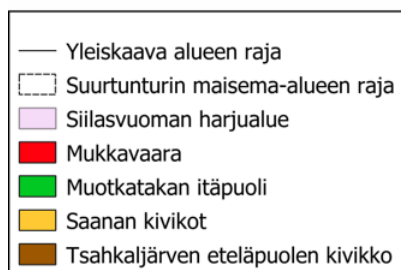 Yleiskaava alueen raja
Suurtunturin maisema-alueen raja
Siilasvuoman harjualue
Mukkavaara
Muotkatakan itäpuoli
Saanan kivikot
Tsahkaljärven eteläpuolen kivikko